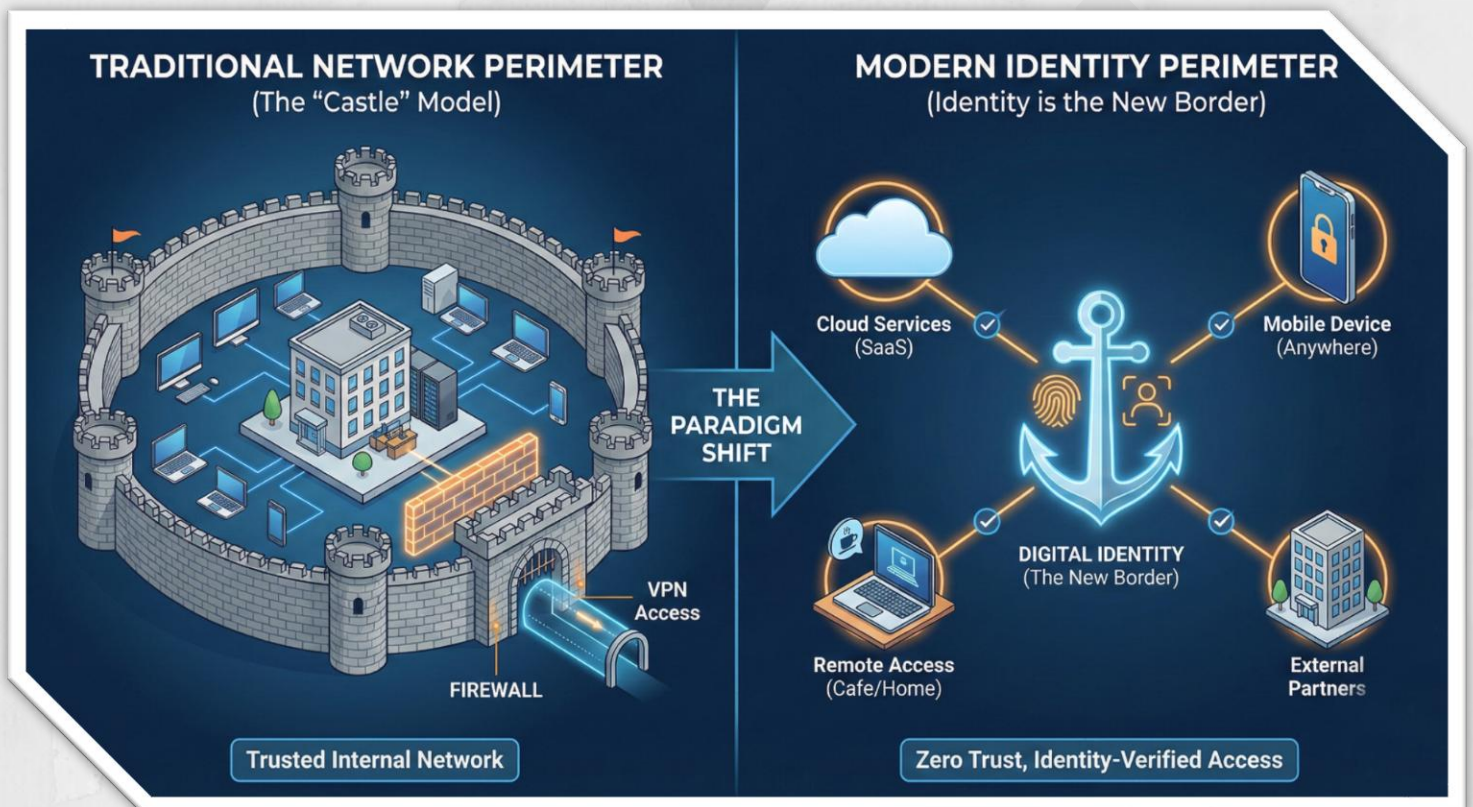 TRADITIONAL NETWORK PERIMETER
(The “Castle” Model)
VPN
Access
FIREWALL
Trusted Internal Network
THE
PARADIGM
SHIFT
MODERN IDENTITY PERIMETER
(Identity is the New Border)
Cloud Services
(SaaS)
Mobile Device
(Anywhere)
DIGITAL IDENTITY
(The New Border)
Remote Access
(Cafe/Home)
External
Partners
Zero Trust, Identity-Verified Access